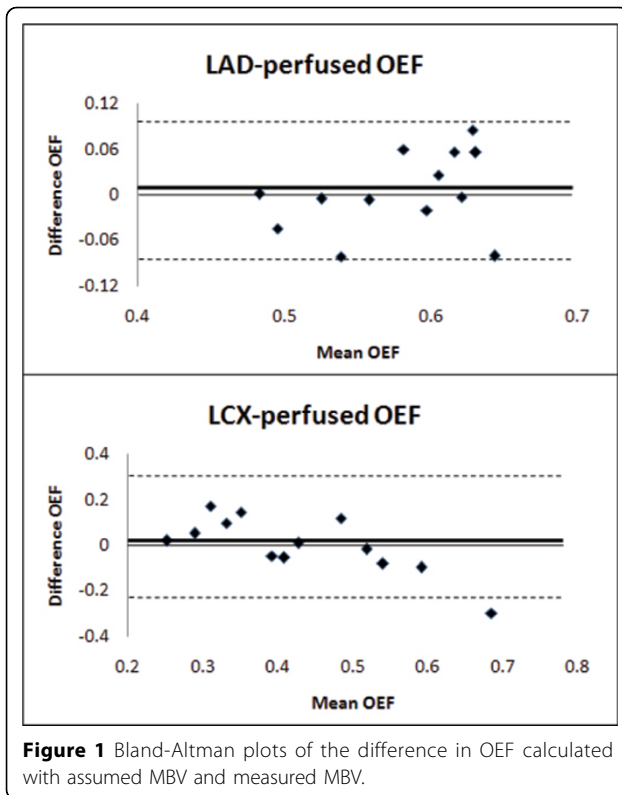 LAD-perfused OEF
Difference OEF
0.12
0.06
0
-0.06
-0.12
0.4 0.5 0.6 0.7
Mean OEF
LCX-perfused OEF
Difference OEF
0.4
0.2
0
-0.2
-0.4
0.2 0.3 0.4 0.5 0.6 0.7 0.8
Mean OEF
Figure 1 Bland-Altman plots of the difference in OEF calculated
with assumed MBV and measured MBV.